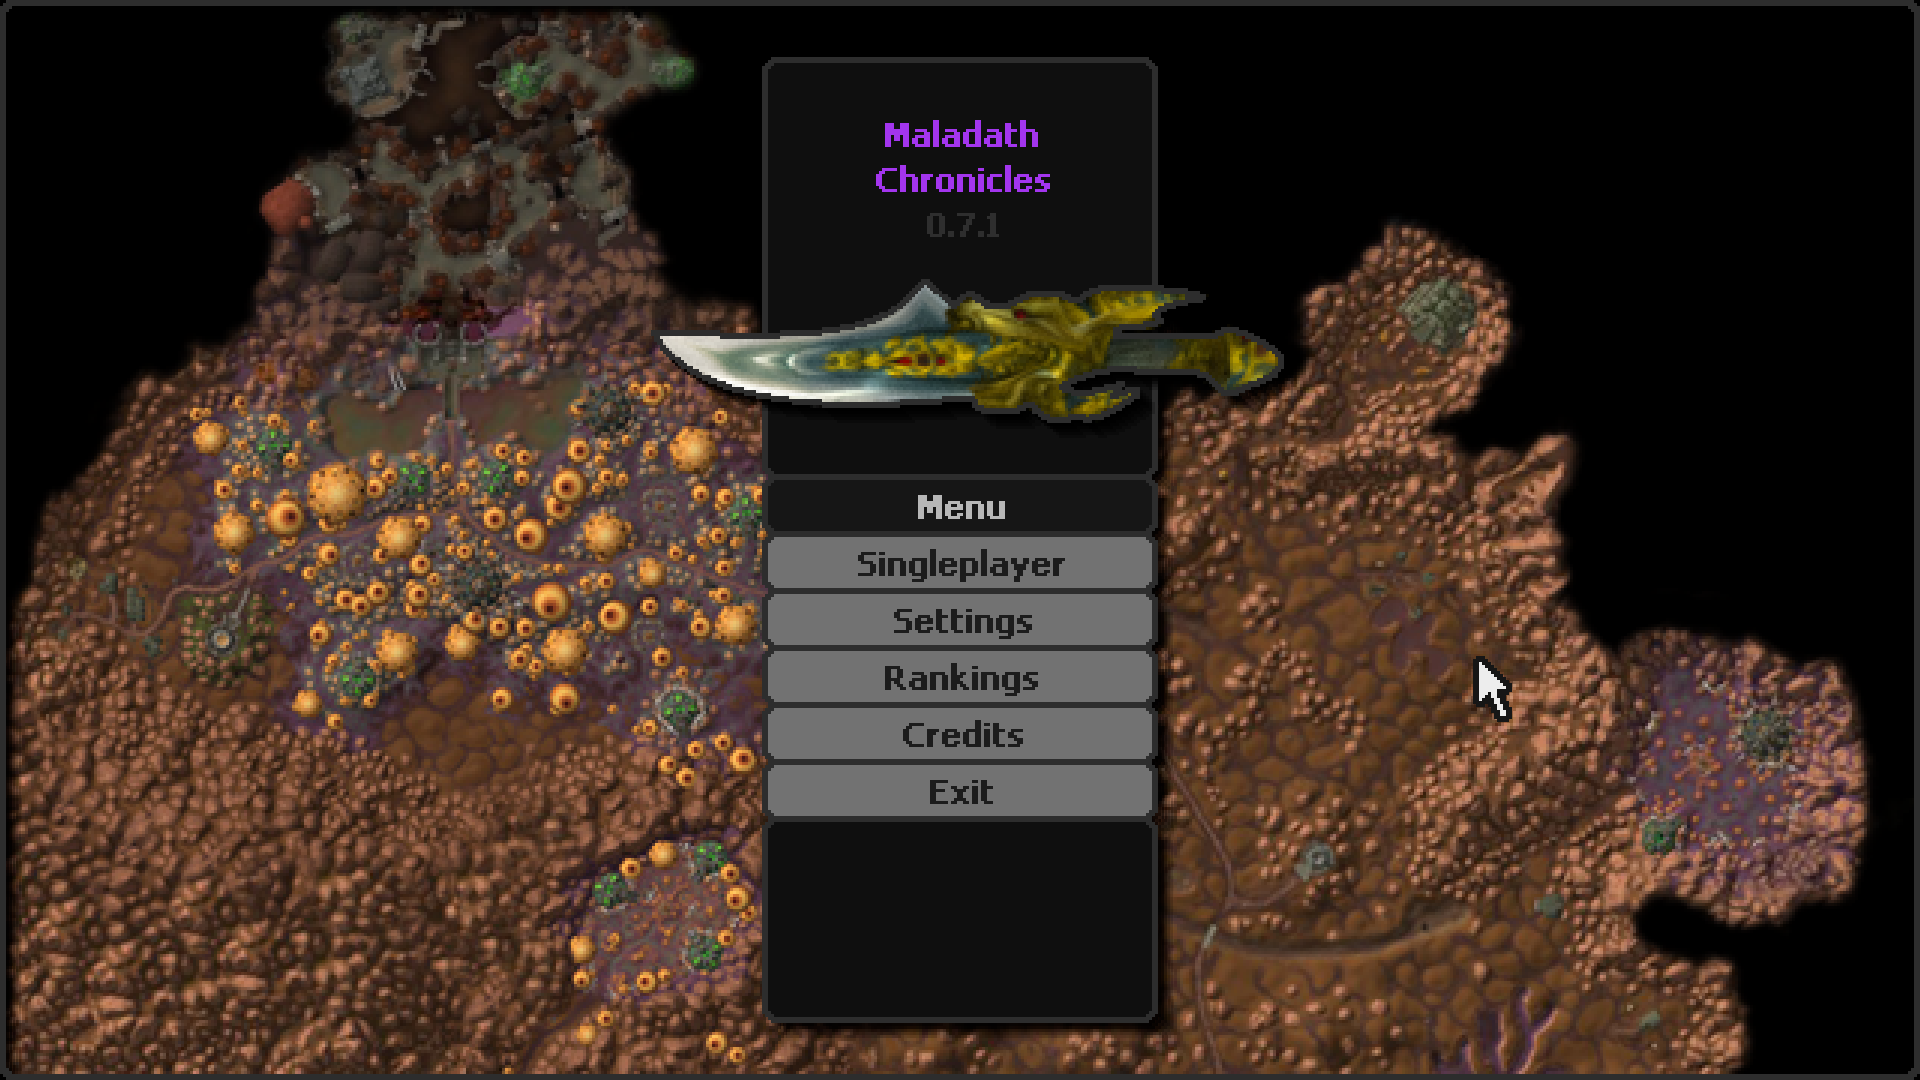 Maladath
Chronicles
0.7.1
Menu
Singleplayer
Settings
Rankings
Credits
Exit